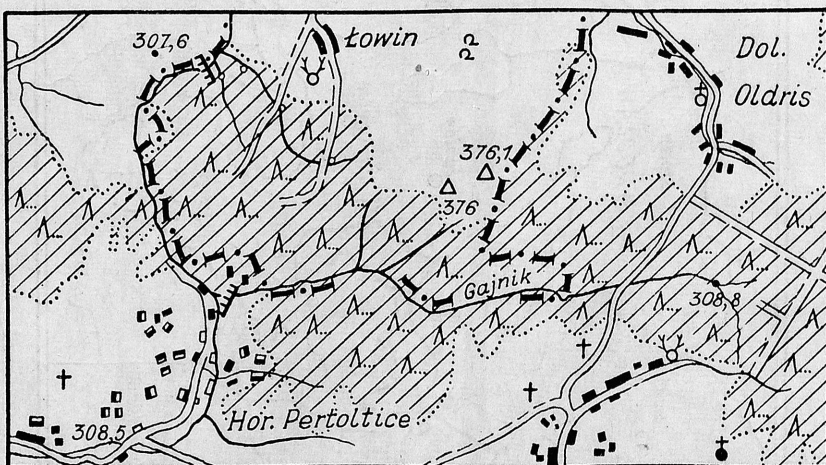 307,6
Łowin
Dol.
Oldris
376,1
376
Gajnik
308,8
Hor. Pertoltice
308,5